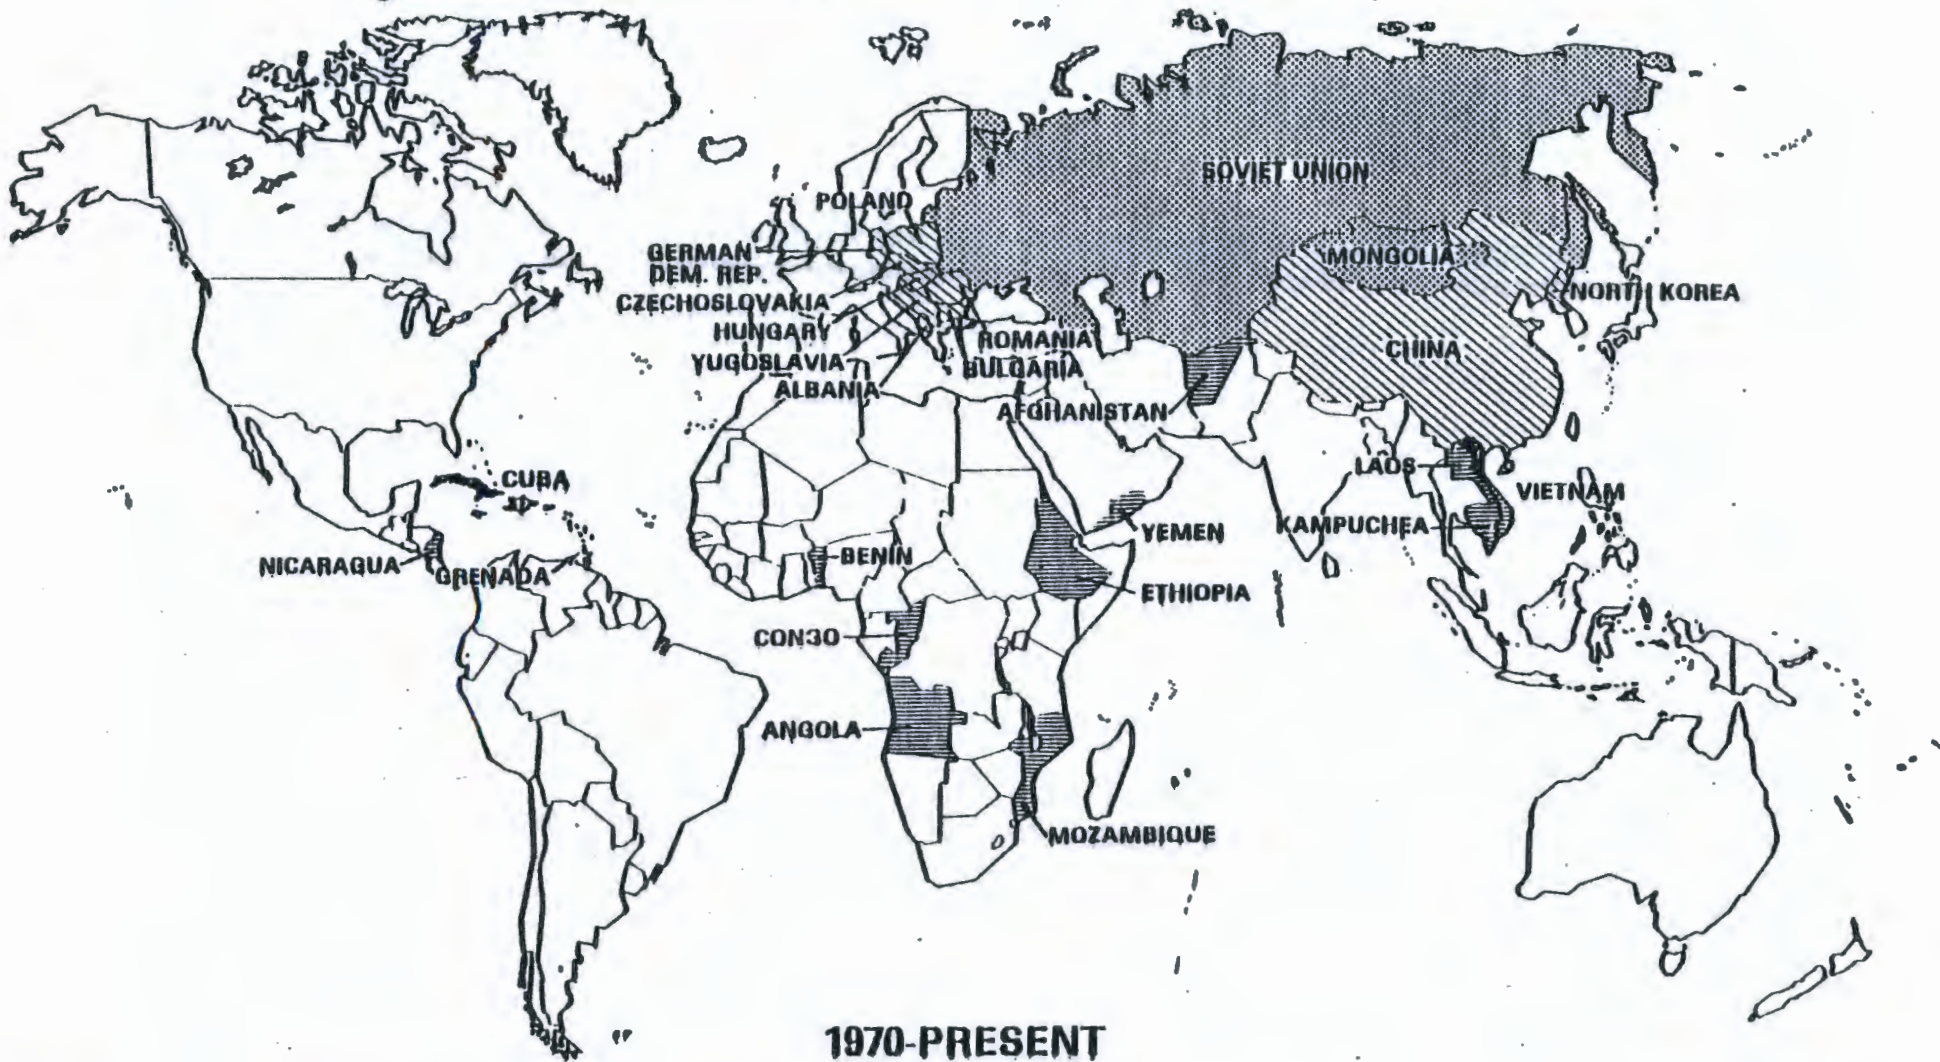 SOVIET UNION
POLAND
GERMAN
DEM. REP.
MONGOLIA
CZECHOSLOVAKIA
NORTH KOREA
HUNGARY
ROMANIA
YUGOSLAVIA
CHINA
BULGARIA
ALBANIA
AFGHANISTAN
LAOS
CUBA
VIETNAM
KAMPUCHEA
YEMEN
NICARAGUA
GRENADA
BENIN
ETHIOPIA
CON3O
ANGOLA
MOZAMBIQUE
1970-PRESENT